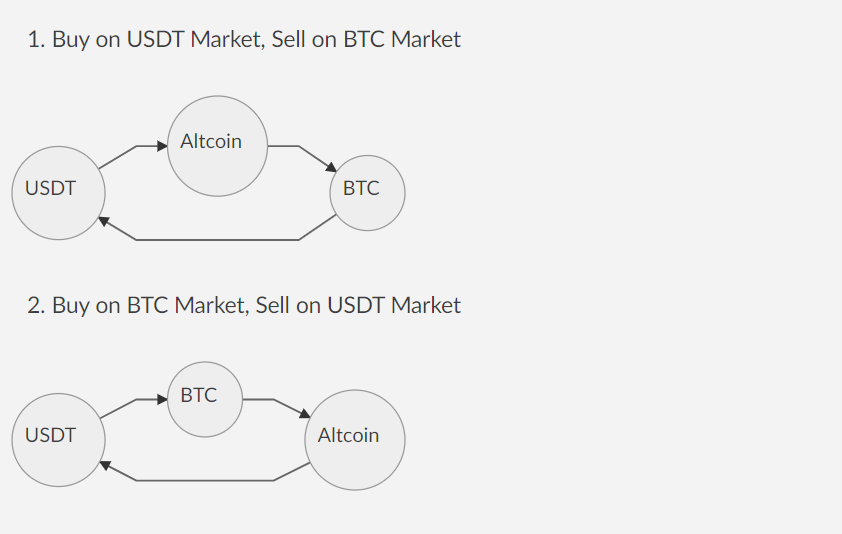 1. Buy on USDT Market, Sell on BTC Market
Altcoin
USDT
BTC
2. Buy on BTC Market, Sell on USDT Market
BTC
USDT
Altcoin